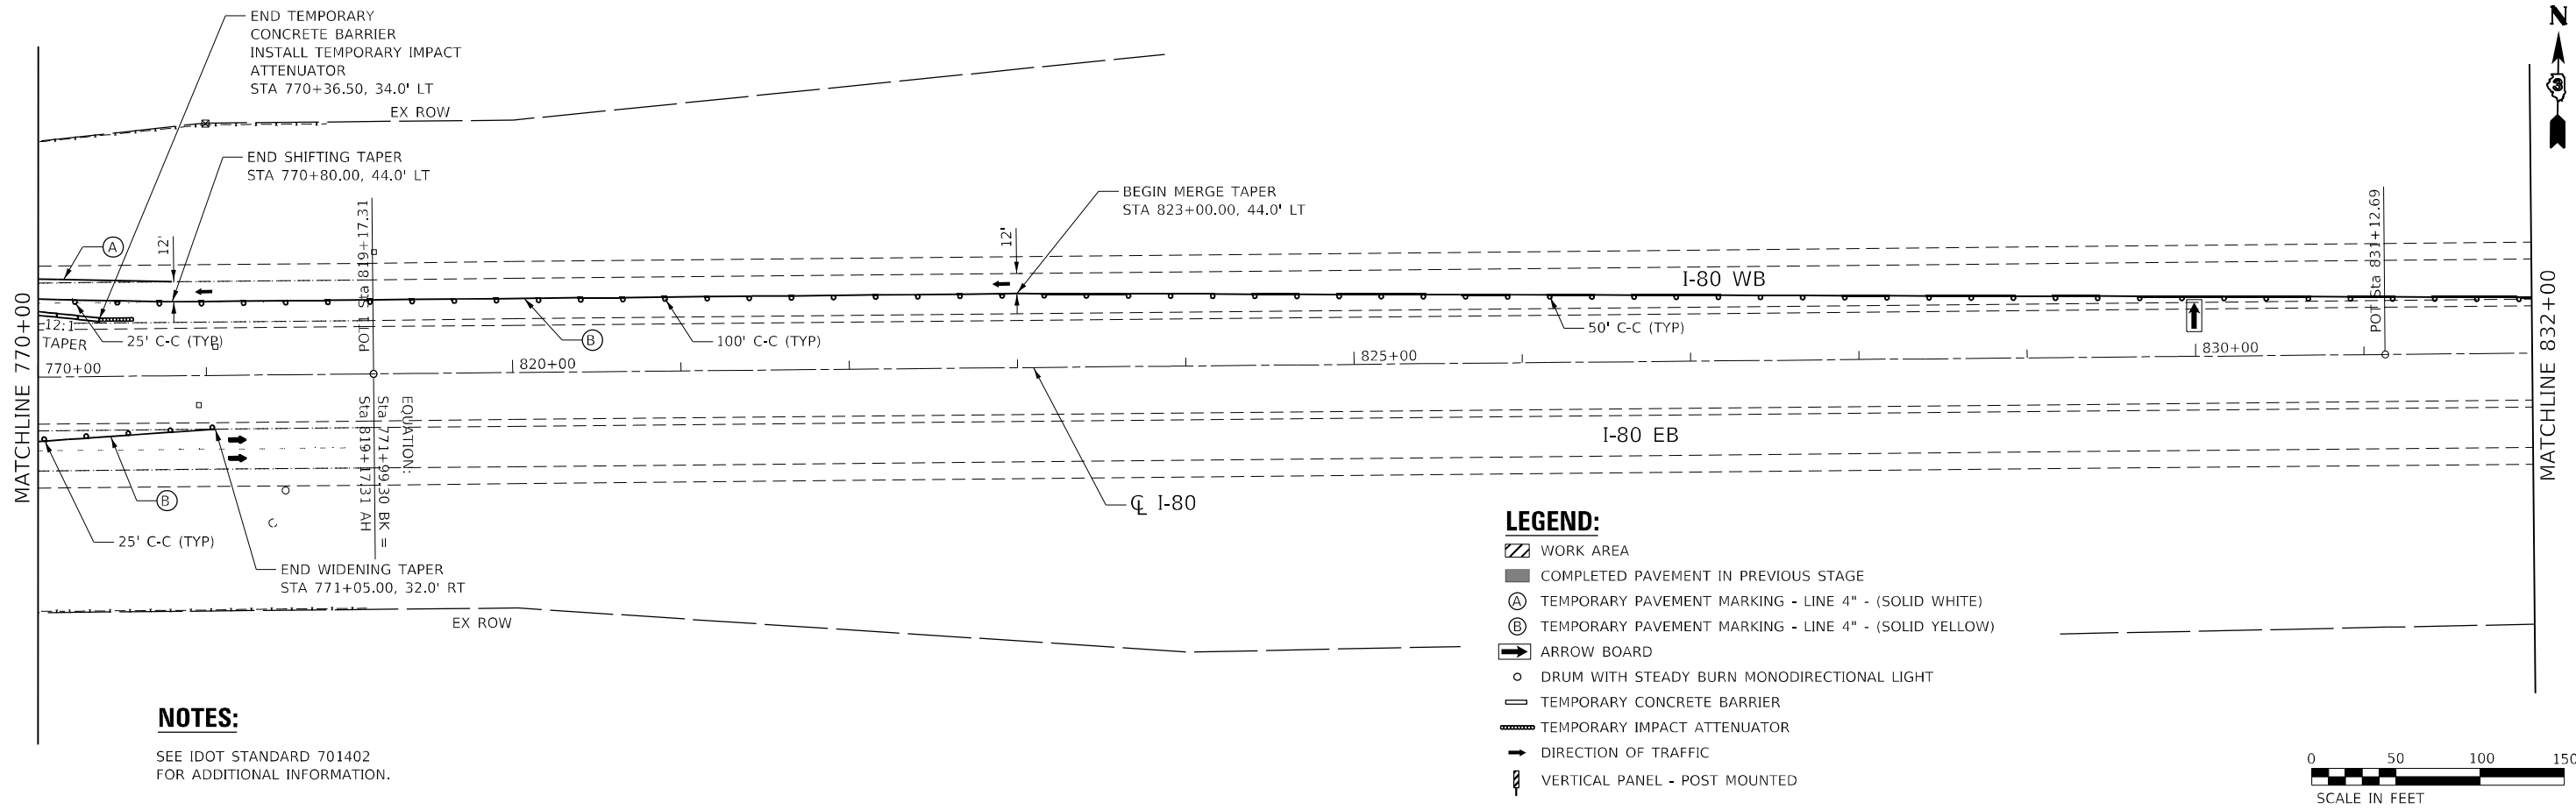 END TEMPORARY
CONCRETE BARRIER
INSTALL TEMPORARY IMPACT
ATTENUATOR
STA 770+36.50, 34.0' LT
N
EX ROW
END SHIFTING TAPER
STA 770+80.00, 44.0' LT
BEGIN MERGE TAPER
STA 823+00.00, 44.0' LT
POT 1 Sta 819+17.31
POT Sta 831+12.69
A
12'
12'
I-80 WB
MATCHLINE 770+00
MATCHLINE 832+00
12:1
TAPER
25' C-C (TYP)
B
100' C-C (TYP)
50' C-C (TYP)
770+00
820+00
825+00
830+00
EQUATION:
Sta 771+99.30 BK =
Sta 819+17.31 AH
I-80 EB
B
25' C-C (TYP)
CL I-80
END WIDENING TAPER
STA 771+05.00, 32.0' RT
EX ROW
LEGEND:
WORK AREA
COMPLETED PAVEMENT IN PREVIOUS STAGE
A TEMPORARY PAVEMENT MARKING - LINE 4" - (SOLID WHITE)
B TEMPORARY PAVEMENT MARKING - LINE 4" - (SOLID YELLOW)
ARROW BOARD
DRUM WITH STEADY BURN MONODIRECTIONAL LIGHT
TEMPORARY CONCRETE BARRIER
TEMPORARY IMPACT ATTENUATOR
DIRECTION OF TRAFFIC
VERTICAL PANEL - POST MOUNTED
NOTES:
SEE IDOT STANDARD 701402
FOR ADDITIONAL INFORMATION.
0 50 100 150
SCALE IN FEET